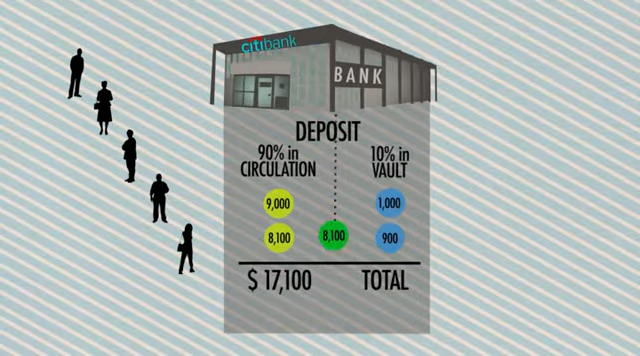 citibank
BANK
DEPOSIT
90% in
CIRCULATION
10% in
VAULT
9,000
1,000
8,100
8,100
900
$ 17,100
TOTAL